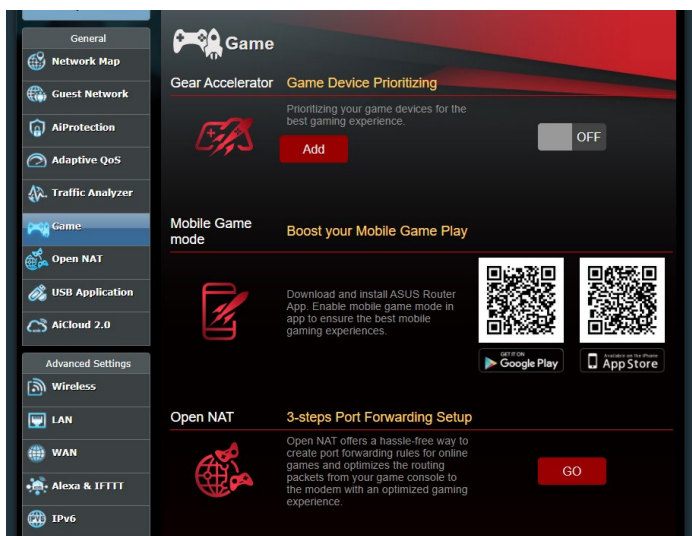 General
Network Map
Guest Network
AiProtection
Adaptive QoS
Traffic Analyzer
Game
Open NAT
USB Application
AiCloud 2.0
Advanced Settings
Wireless
LAN
WAN
Alexa & IFTTT
IPv6
Game
Gear Accelerator
Game Device Prioritizing
Prioritizing your game devices for the
best gaming experience.
Add
OFF
Mobile Game
mode
Boost your Mobile Game Play
Download and install ASUS Router
App. Enable mobile game mode in
app to ensure the best mobile
gaming experiences.
GET IT ON
Google Play
Available on the iPhone
App Store
Open NAT
3-steps Port Forwarding Setup
Open NAT offers a hassle-free way to
create port forwarding rules for online
games and optimizes the routing
packets from your game console to
the modem with an optimized gaming
experience.
GO